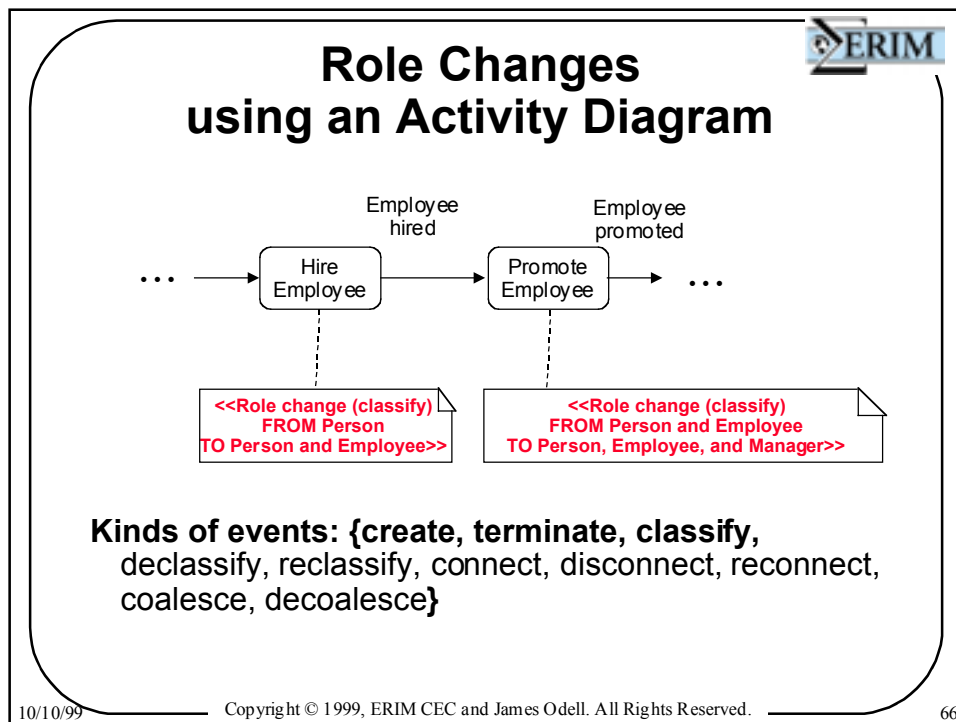 ERIM
Role Changes
using an Activity Diagram
Employee
hired
Employee
promoted
...
Hire
Employee
Promote
Employee
...
<<Role change (classify)
FROM Person
TO Person and Employee>>
<<Role change (classify)
FROM Person and Employee
TO Person, Employee, and Manager>>
Kinds of events: {create, terminate, classify,
declassify, reclassify, connect, disconnect, reconnect,
coalesce, decoalesce}
10/10/99
Copyright © 1999, ERIM CEC and James Odell. All Rights Reserved.
66